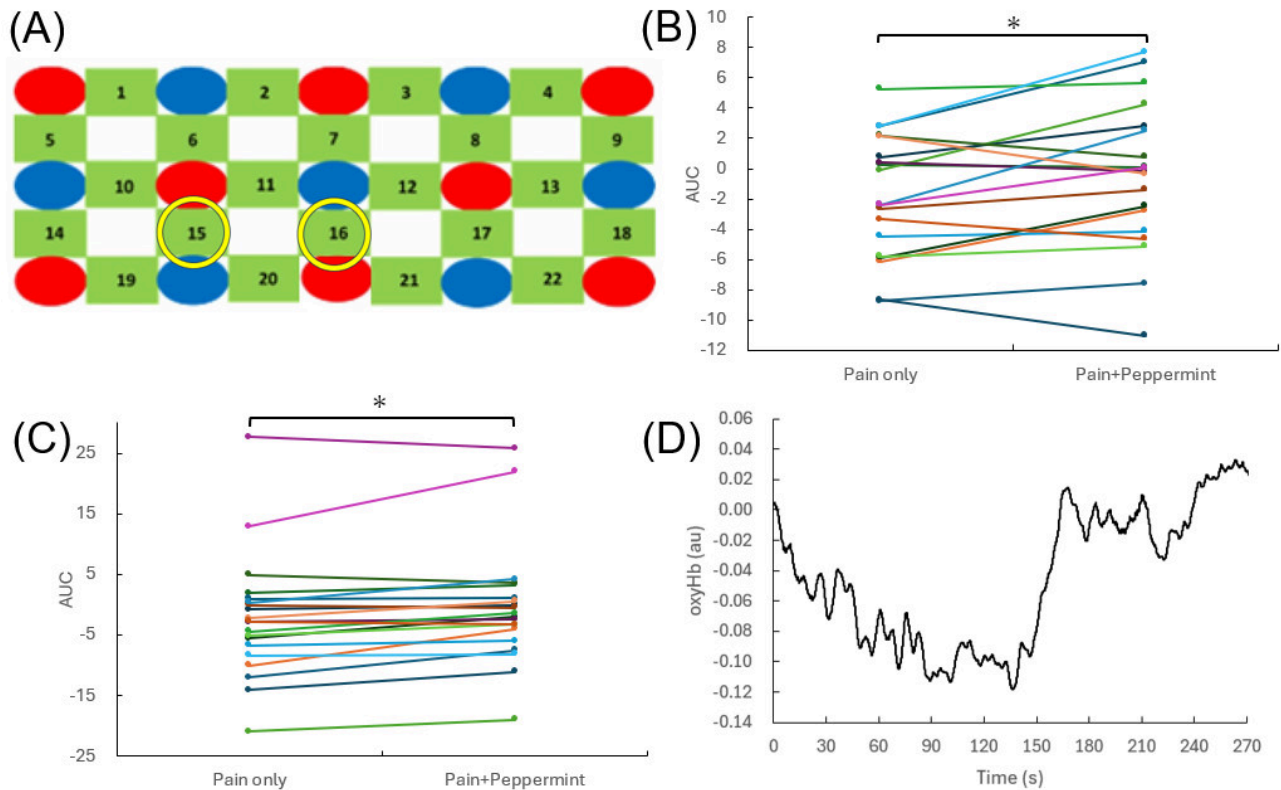 (A)
1 2 3 4
5 6 7 8 9
10 11 12 13
14 15 16 17 18
19 20 21 22
(B)
*
10
8
6
4
2
0
-2
-4
-6
-8
-10
-12
AUC
Pain only Pain+Peppermint
(C)
*
25
15
5
-5
-15
-25
AUC
Pain only Pain+Peppermint
(D)
0.06
0.04
0.02
0.00
-0.02
-0.04
-0.06
-0.08
-0.10
-0.12
-0.14
oxyHb (au)
0 30 60 90 120 150 180 210 240 270
Time (s)